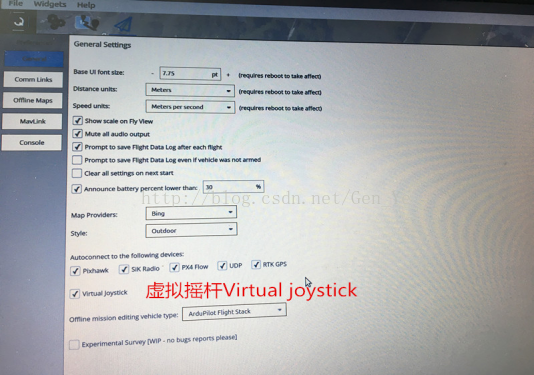 File Widgets Help
General Settings
Base UI font size: - 7.75 pt + (requires reboot to take affect)
Distance units: Meters (requires reboot to take affect)
Comm Links
Speed units: Meters per second (requires reboot to take affect)
Offline Maps
Show scale on Fly View
MavLink
Mute all audio output
Console
Prompt to save Flight Data Log after each flight
Prompt to save Flight Data Log even if vehicle was not armed
Clear all settings on next start
Announce battery percent lower than: 30 %
http://blog.csdn.net/Gen_Y
Map Providers: Bing
Style: Outdoor
Autoconnect to the following devices:
Pixhawk SiK Radio PX4 Flow UDP RTK GPS
Virtual Joystick 虚拟摇杆Virtual joystick
Offline mission editing vehicle type: ArduPilot Flight Stack
Experimental Survey [WIP - no bugs reports please]